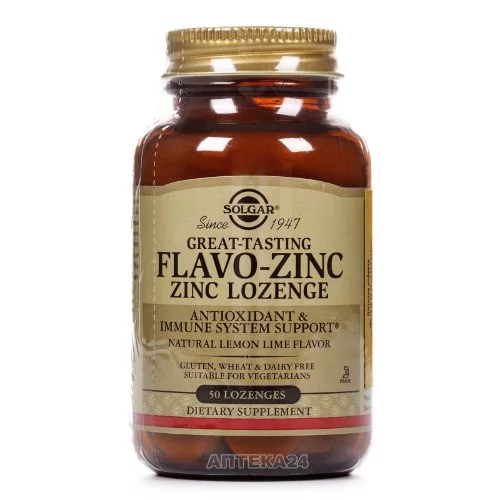 SOLGAR®
Since 1947
GREAT-TASTING
FLAVO-ZINC
ZINC LOZENGE
ANTIOXIDANT &
IMMUNE SYSTEM SUPPORT*
NATURAL LEMON LIME FLAVOR
GLUTEN, WHEAT & DAIRY FREE
SUITABLE FOR VEGETARIANS
50 LOZENGES
DIETARY SUPPLEMENT
АПТЕКА24